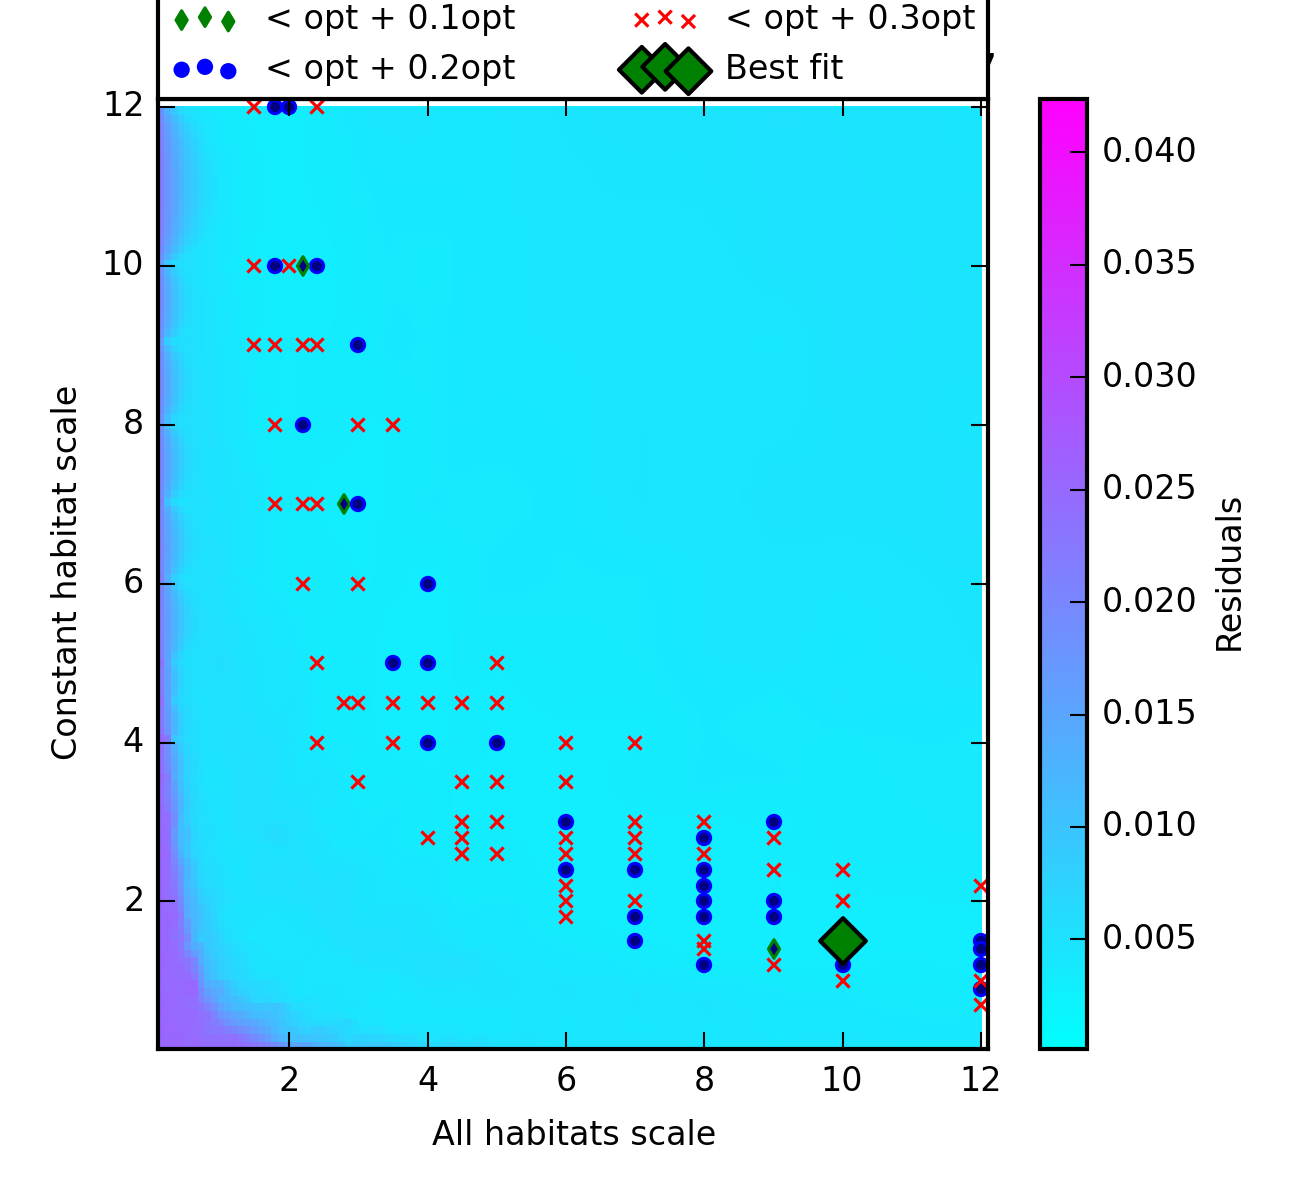 < opt + 0.1opt
< opt + 0.3opt
< opt + 0.2opt
Best fit
12
10
8
6
4
2
Constant habitat scale
2 4 6 8 10 12
All habitats scale
0.040
0.035
0.030
0.025
0.020
0.015
0.010
0.005
Residuals